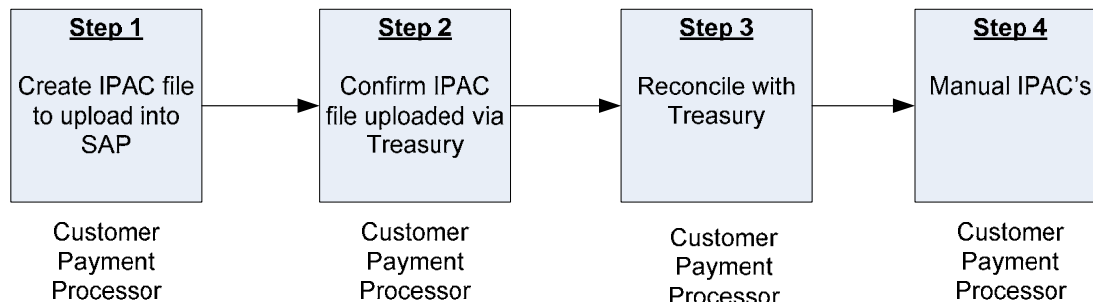 Step 1
Create IPAC file
to upload into
SAP
Customer
Payment
Processor
Step 2
Confirm IPAC
file uploaded via
Treasury
Customer
Payment
Processor
Step 3
Reconcile with
Treasury
Customer
Payment
Processor
Step 4
Manual IPAC's
Customer
Payment
Processor